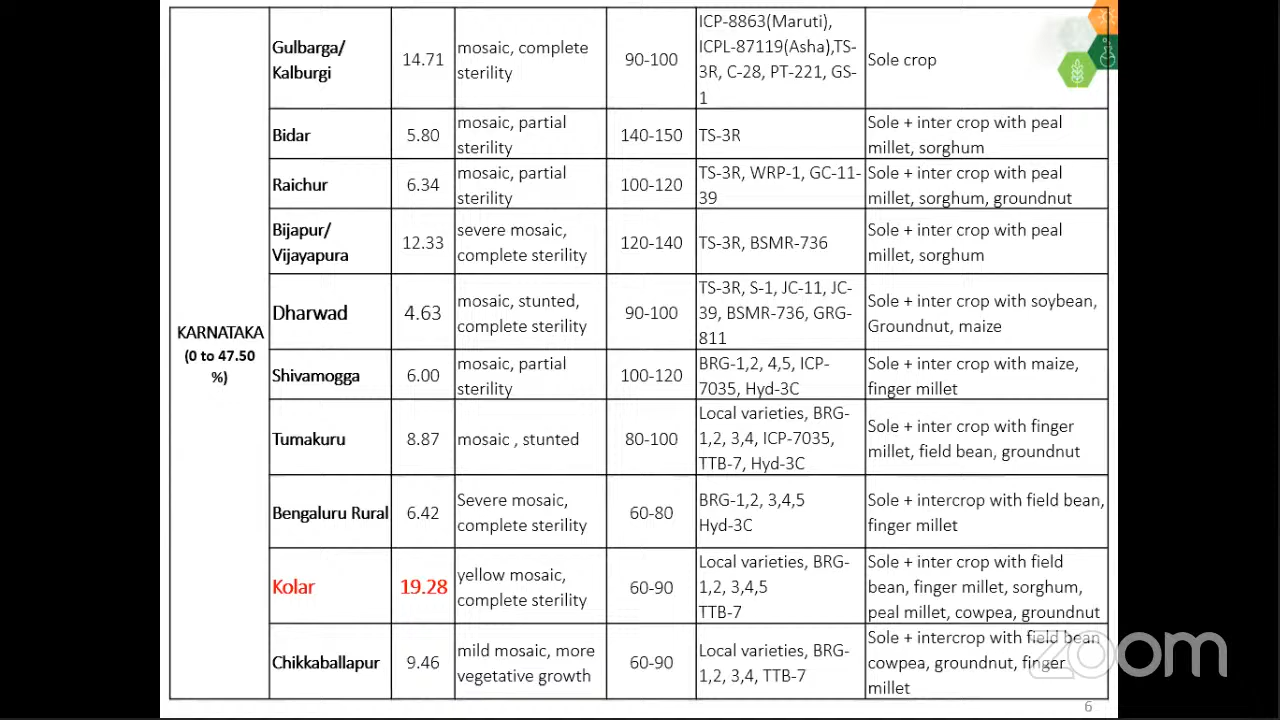 KARNATAKA
(0 to 47.50
%)
Gulbarga/
Kalburgi
14.71
mosaic, complete
sterility
90-100
ICP-8863(Maruti),
ICPL-87119(Asha),TS-
3R, C-28, PT-221, GS-
1
Sole crop
Bidar
5.80
mosaic, partial
sterility
140-150
TS-3R
Sole + inter crop with peal
millet, sorghum
Raichur
6.34
mosaic, partial
sterility
100-120
TS-3R, WRP-1, GC-11-
39
Sole + inter crop with peal
millet, sorghum, groundnut
Bijapur/
Vijayapura
12.33
severe mosaic,
complete sterility
120-140
TS-3R, BSMR-736
Sole + inter crop with peal
millet, sorghum
Dharwad
4.63
mosaic, stunted,
complete sterility
90-100
TS-3R, S-1, JC-11, JC-
39, BSMR-736, GRG-
811
Sole + inter crop with soybean,
Groundnut, maize
Shivamogga
6.00
mosaic, partial
sterility
100-120
BRG-1,2, 4,5, ICP-
7035, Hyd-3C
Sole + inter crop with maize,
finger millet
Tumakuru
8.87
mosaic , stunted
80-100
Local varieties, BRG-
1,2, 3,4, ICP-7035,
TTB-7, Hyd-3C
Sole + inter crop with finger
millet, field bean, groundnut
Bengaluru Rural
6.42
Severe mosaic,
complete sterility
60-80
BRG-1,2, 3,4,5
Hyd-3C
Sole + intercrop with field bean,
finger millet
Kolar
19.28
yellow mosaic,
complete sterility
60-90
Local varieties, BRG-
1,2, 3,4,5
TTB-7
Sole + inter crop with field
bean, finger millet, sorghum,
peal millet, cowpea, groundnut
Chikkaballapur
9.46
mild mosaic, more
vegetative growth
60-90
Local varieties, BRG-
1,2, 3,4, TTB-7
Sole + intercrop with field bean
cowpea, groundnut, finger
millet
zoom
6